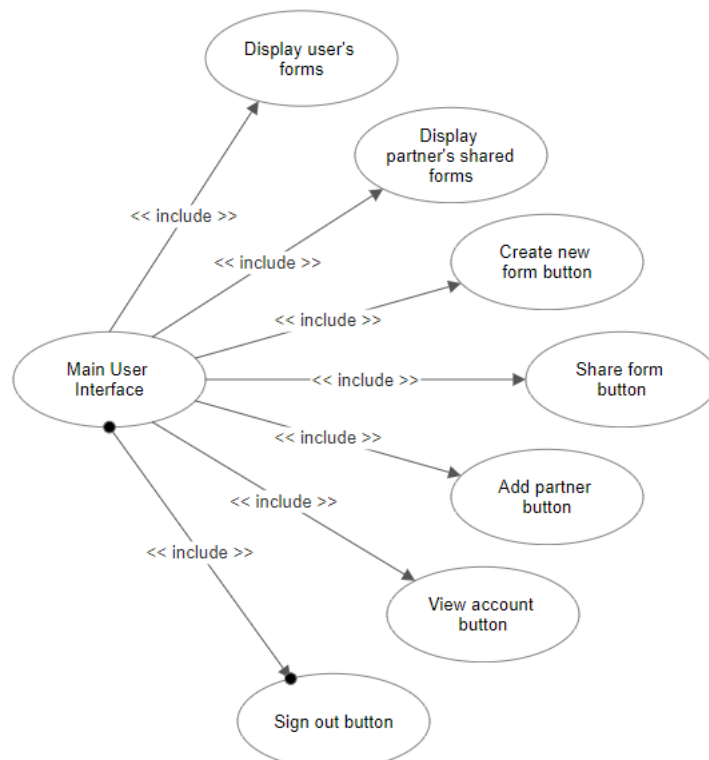 Display user's
forms
Display
partner's shared
forms
<< include >>
<< include >>
Create new
form button
<< include >>
Main User
Interface
<< include >>
Share form
button
<< include >>
Add partner
button
<< include >>
<< include >>
View account
button
Sign out button